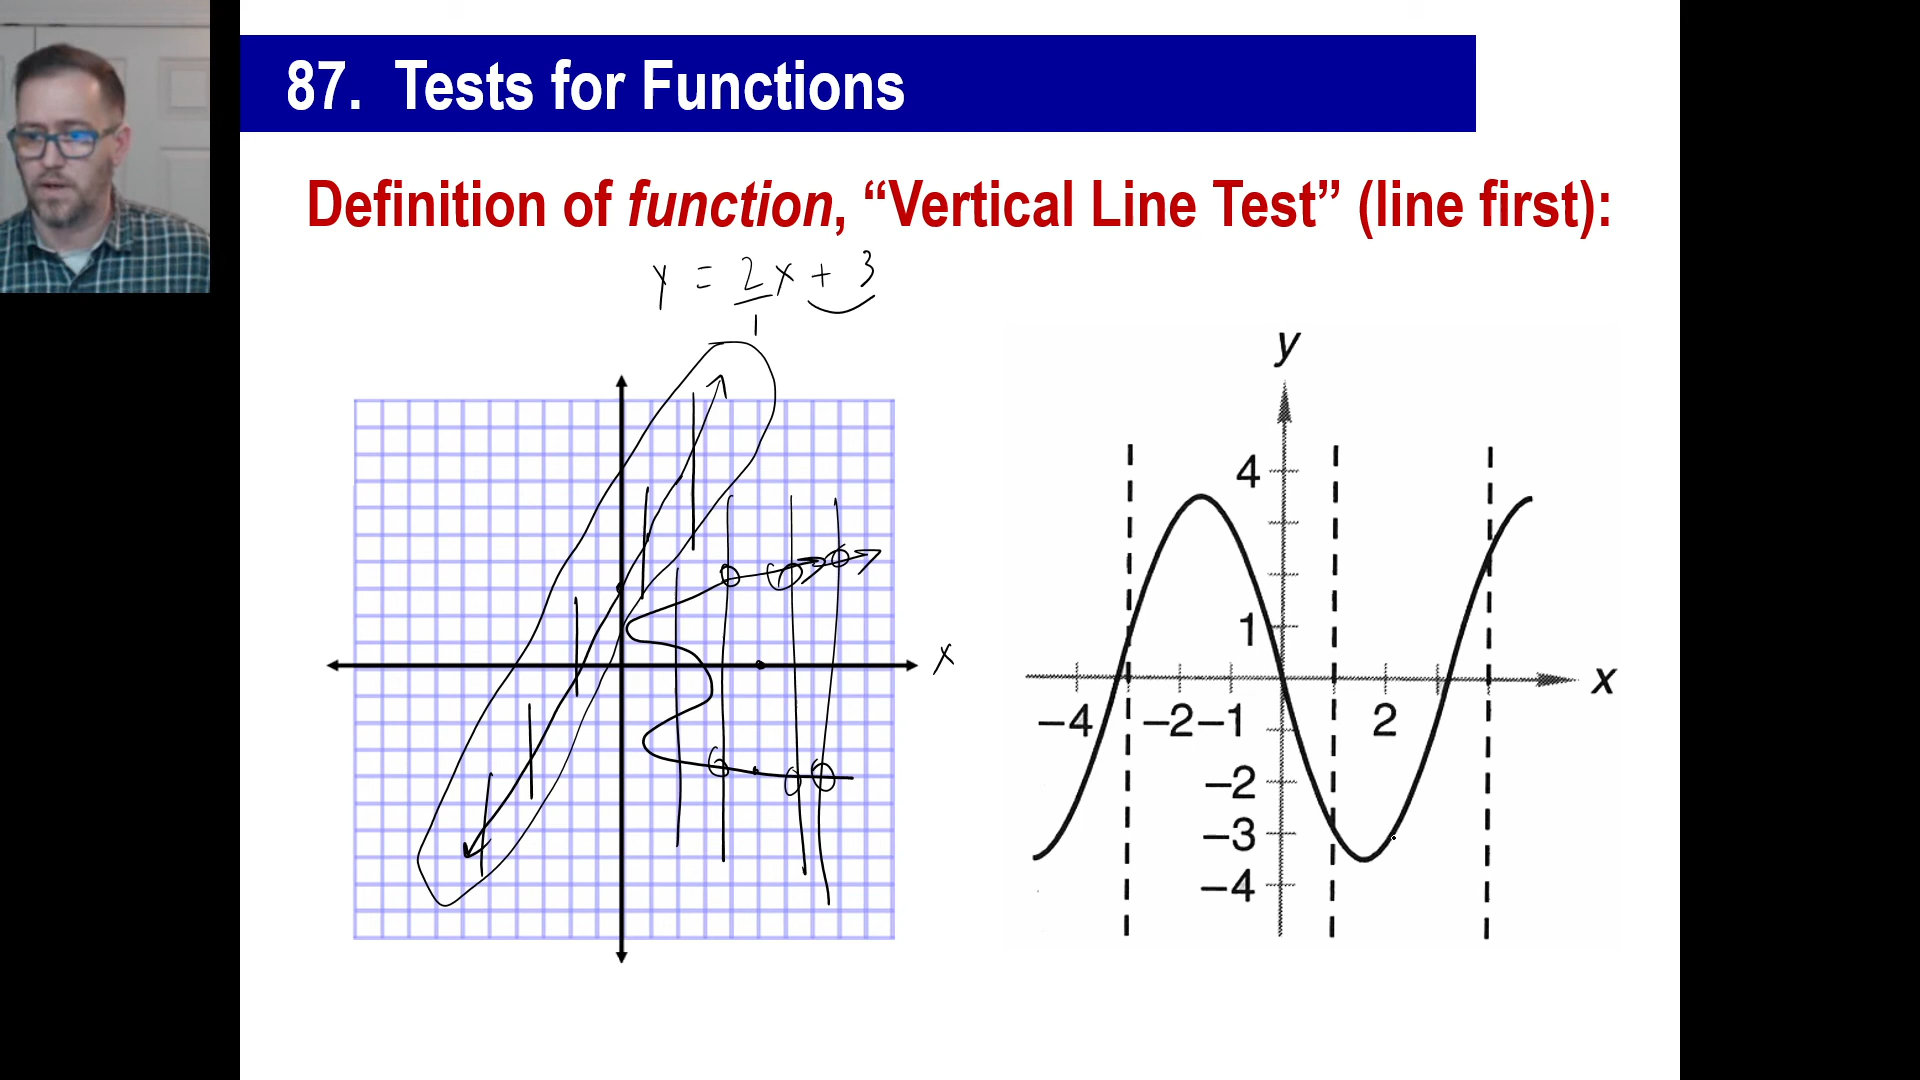 87. Tests for Functions
Definition of function, “Vertical Line Test” (line first):
y = 2x + 3
1
x
y
4
1
−4 −2 −1 2 x
−2
−3
−4